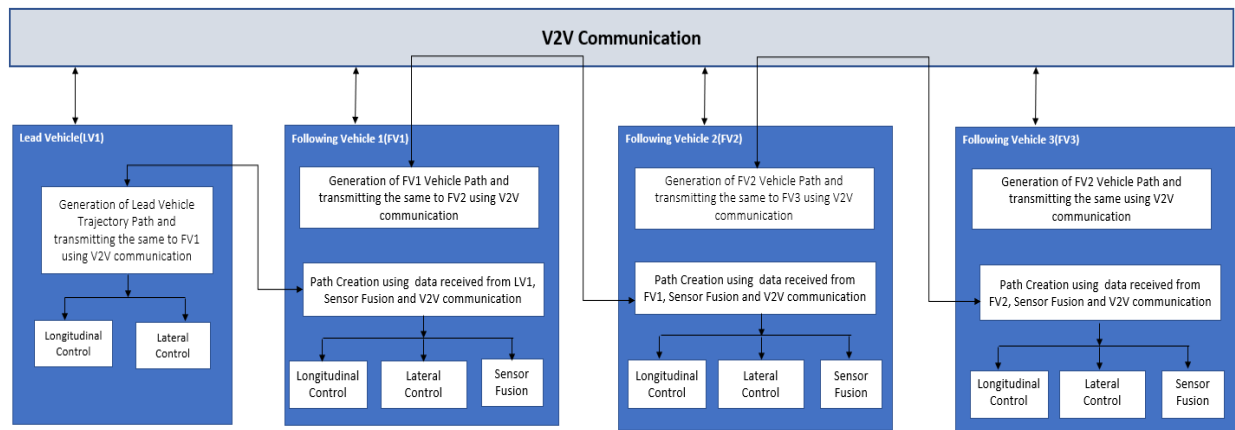 V2V Communication
Lead Vehicle(LV1)
Generation of Lead Vehicle
Trajectory Path and
transmitting the same to FV1
using V2V communication
Longitudinal
Control
Lateral
Control
Following Vehicle 1(FV1)
Generation of FV1 Vehicle Path and
transmitting the same to FV2 using V2V
communication
Path Creation using data received from LV1,
Sensor Fusion and V2V communication
Longitudinal
Control
Lateral
Control
Sensor
Fusion
Following Vehicle 2(FV2)
Generation of FV2 Vehicle Path and
transmitting the same to FV3 using V2V
communication
Path Creation using data received from
FV1, Sensor Fusion and V2V communication
Longitudinal
Control
Lateral
Control
Sensor
Fusion
Following Vehicle 3(FV3)
Generation of FV2 Vehicle Path and
transmitting the same using V2V
communication
Path Creation using data received from
FV2, Sensor Fusion and V2V communication
Longitudinal
Control
Lateral
Control
Sensor
Fusion